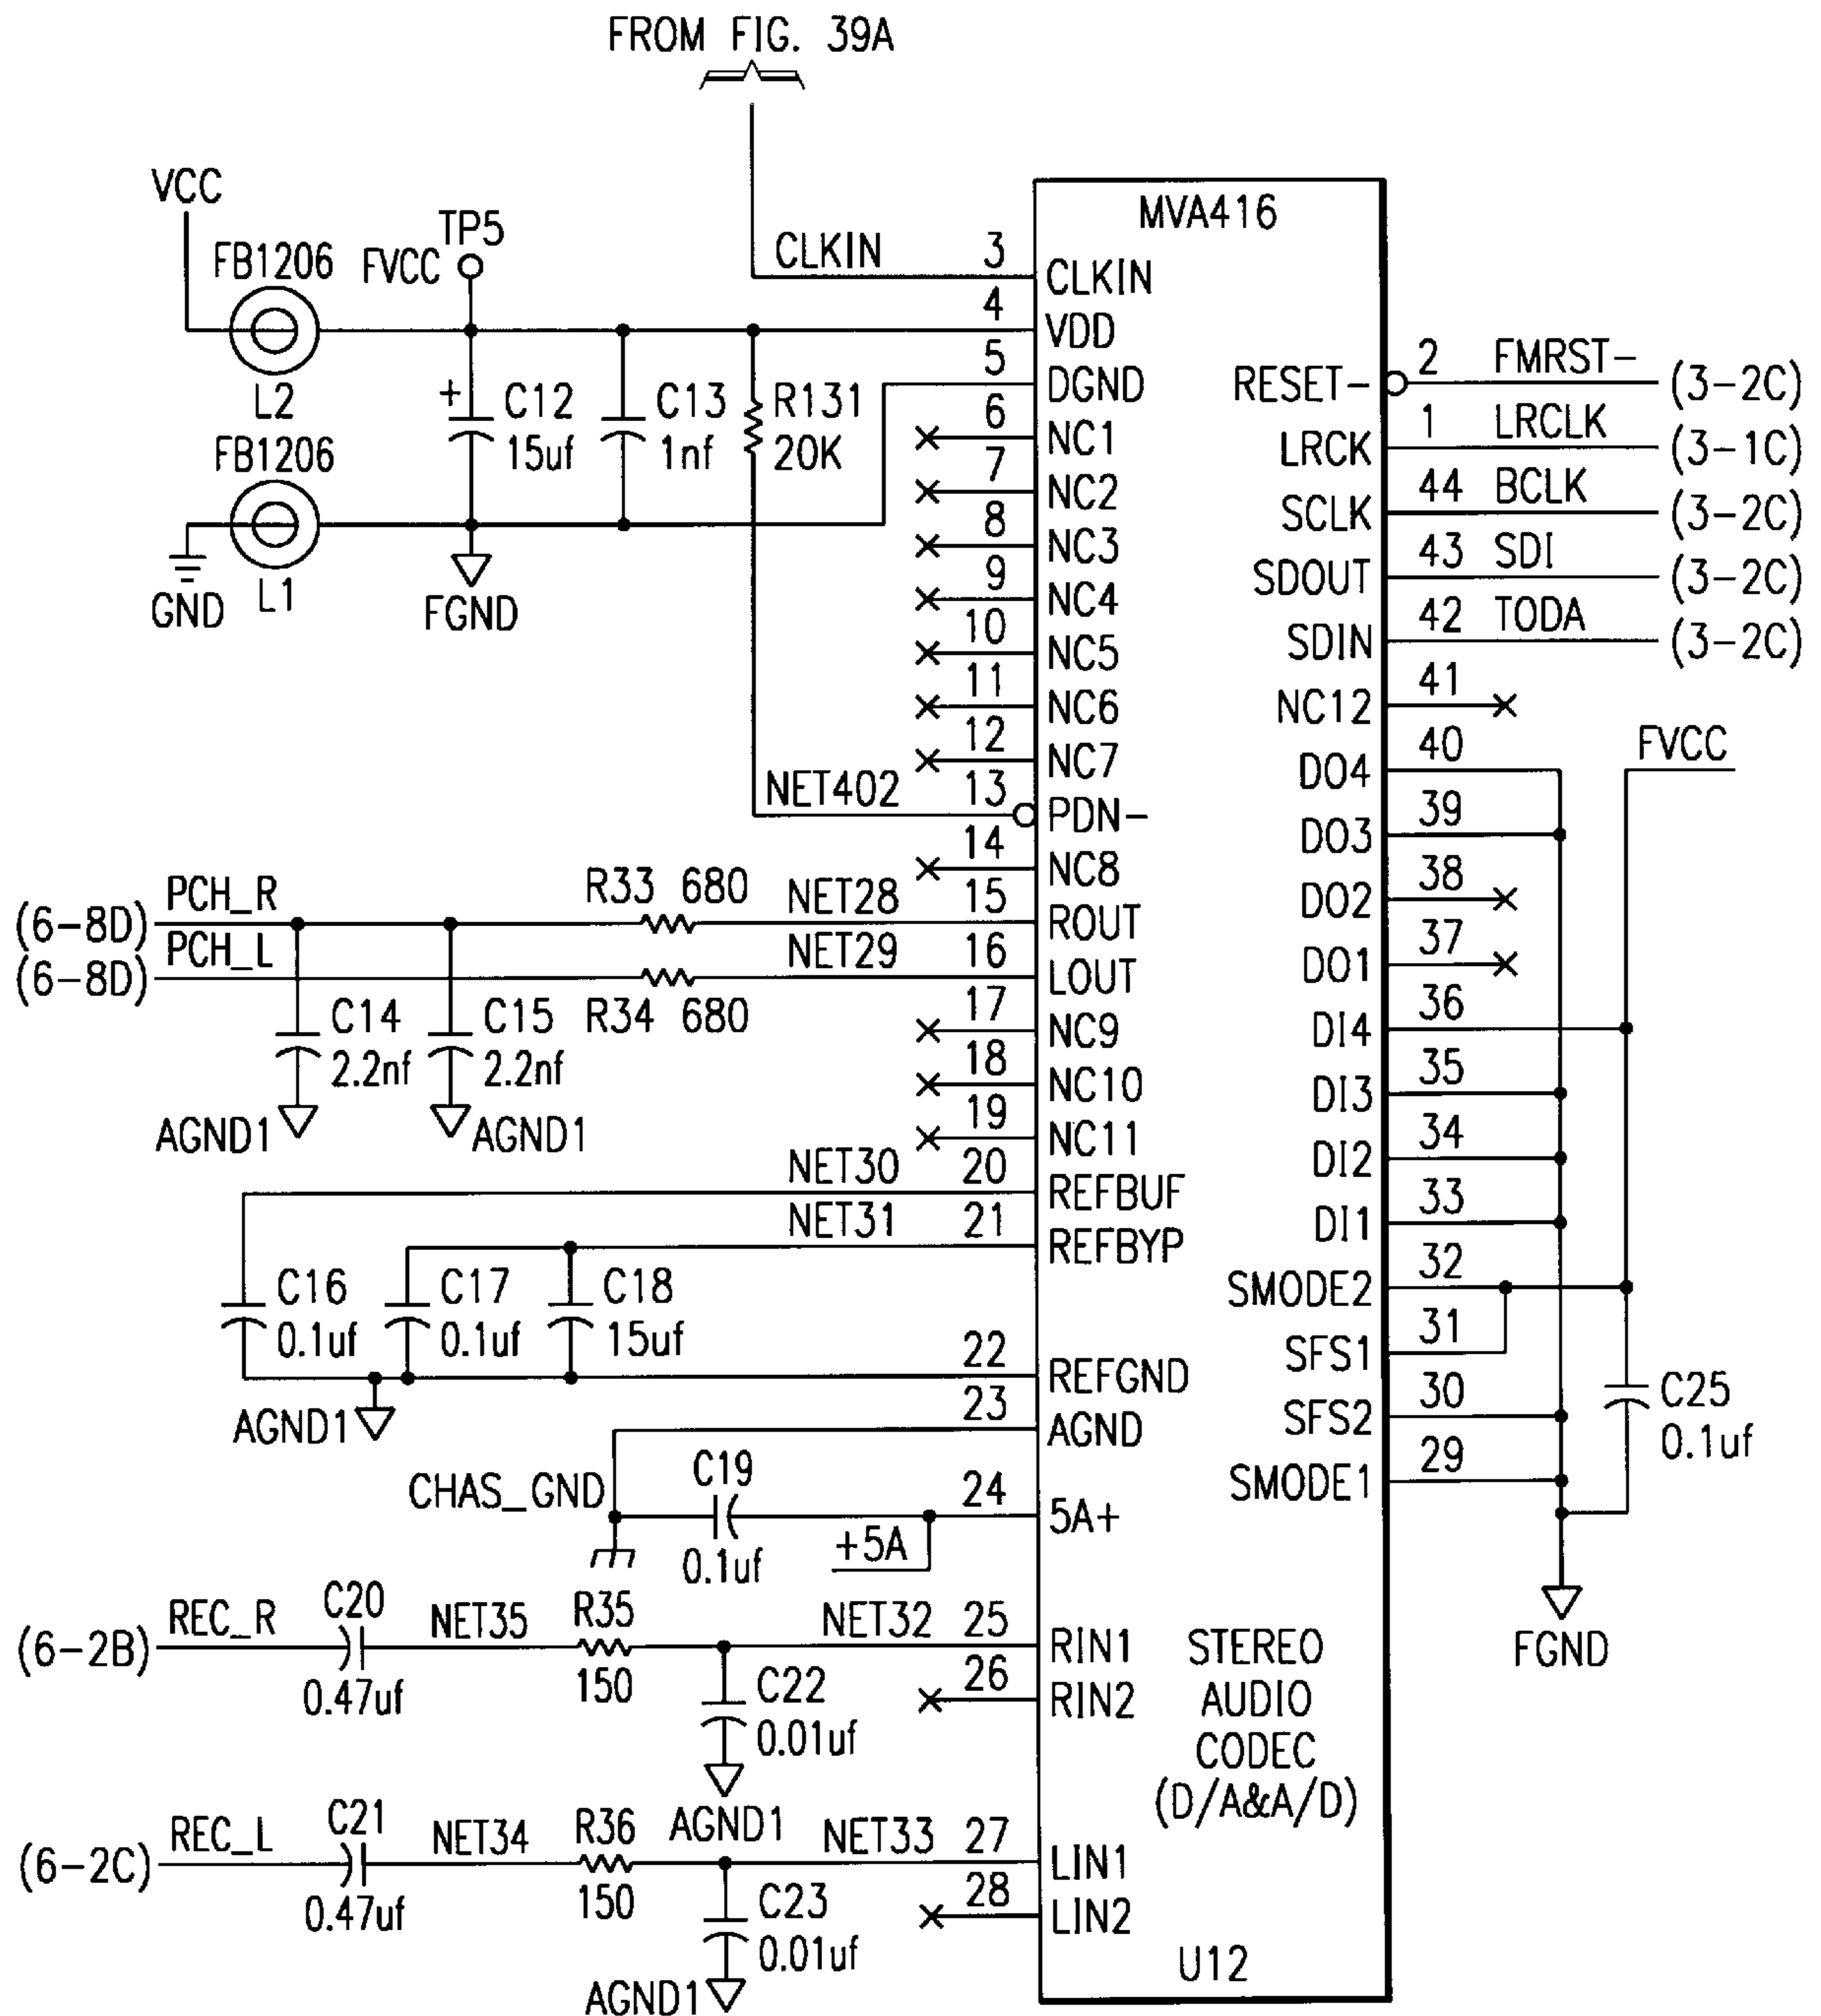 FROM FIG. 39A
VCC
FB1206
L2
FVCC
TP5
C12
15uf
+
C13
1nf
R131
20K
FB1206
L1
GND
FGND
MVA416
CLKIN 3 CLKIN
4 VDD
5 DGND
6 NC1
7 NC2
8 NC3
9 NC4
10 NC5
11 NC6
12 NC7
NET402 13 PDN-
14 NC8
(6-8D) PCH_R R33 680 NET28 15 ROUT
(6-8D) PCH_L R34 680 NET29 16 LOUT
C14
2.2nf
AGND1
C15
2.2nf
AGND1
17 NC9
18 NC10
19 NC11
NET30 20 REFBUF
NET31 21 REFBYP
C16
0.1uf
C17
0.1uf
C18
15uf
22 REFGND
AGND1
23 AGND
CHAS_GND
C19
0.1uf
+5A
24 5A+
(6-2B) REC_R C20 NET35 R35 NET32 25 RIN1
0.47uf
150
26 RIN2
C22
0.01uf
AGND1
(6-2C) REC_L C21 NET34 R36 NET33 27 LIN1
0.47uf
150
28 LIN2
C23
0.01uf
AGND1
RESET- 2 FMRST- (3-2C)
LRCK 1 LRCLK (3-1C)
SCLK 44 BCLK (3-2C)
SDOUT 43 SDI (3-2C)
SDIN 42 TODA (3-2C)
NC12 41
DO4 40
FVCC
DO3 39
DO2 38
DO1 37
DI4 36
DI3 35
DI2 34
DI1 33
SMODE2 32
SFS1 31
SFS2 30
SMODE1 29
C25
0.1uf
FGND
STEREO
AUDIO
CODEC
(D/A&A/D)
U12